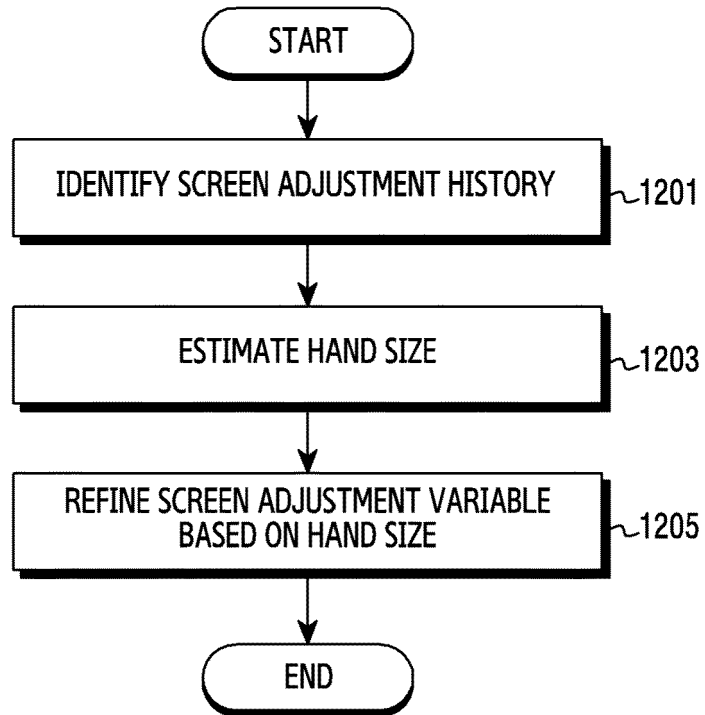 START
IDENTIFY SCREEN ADJUSTMENT HISTORY
1201
ESTIMATE HAND SIZE
1203
REFINE SCREEN ADJUSTMENT VARIABLE
BASED ON HAND SIZE
1205
END